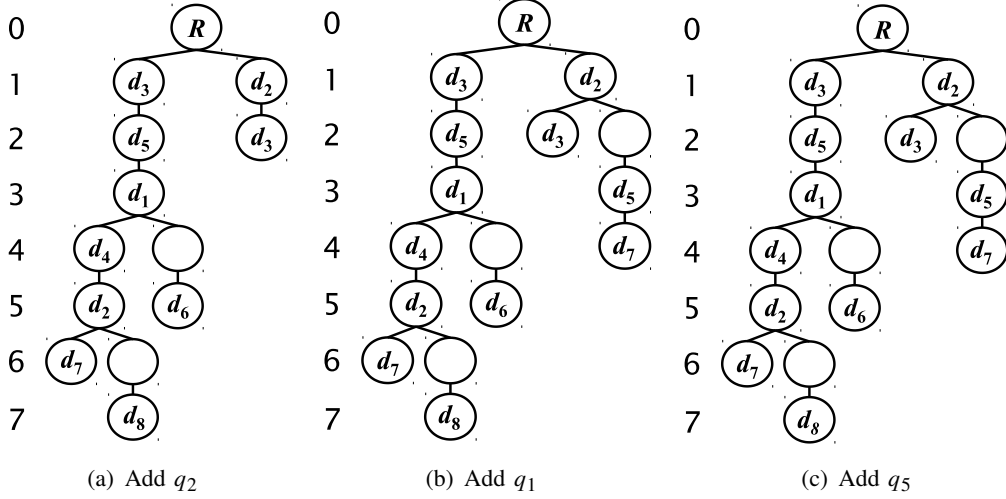 0 R
1 d3 d2
2 d5 d3
3 d1
4 d4
5 d2 d6
6 d7
7 d8
(a) Add q2
0 R
1 d3 d2
2 d5 d3
3 d1 d5
4 d4 d7
5 d2 d6
6 d7
7 d8
(b) Add q1
0 R
1 d3 d2
2 d5 d3
3 d1 d5
4 d4 d7
5 d2 d6
6 d7
7 d8
(c) Add q5